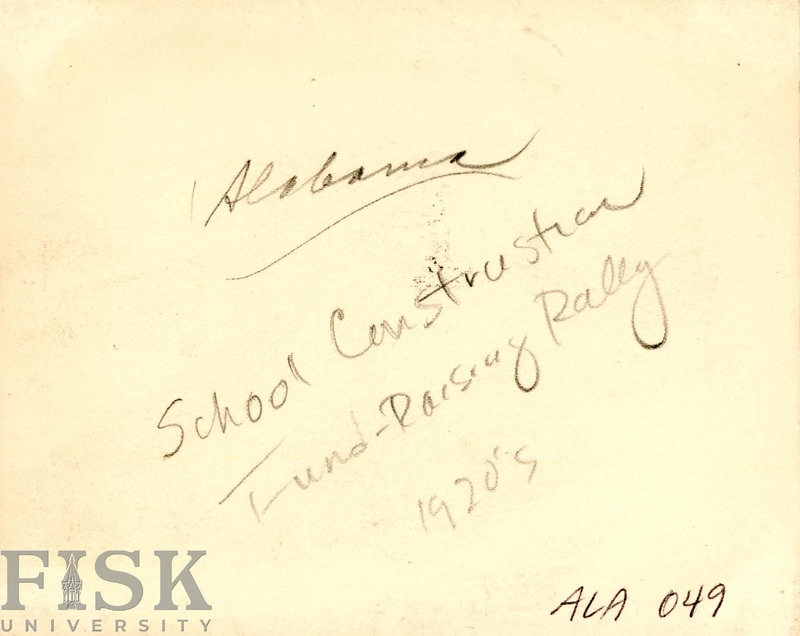 Alabama
School Construction
Fund-Raising Rally
1920's
ALA 049
FISK
UNIVERSITY